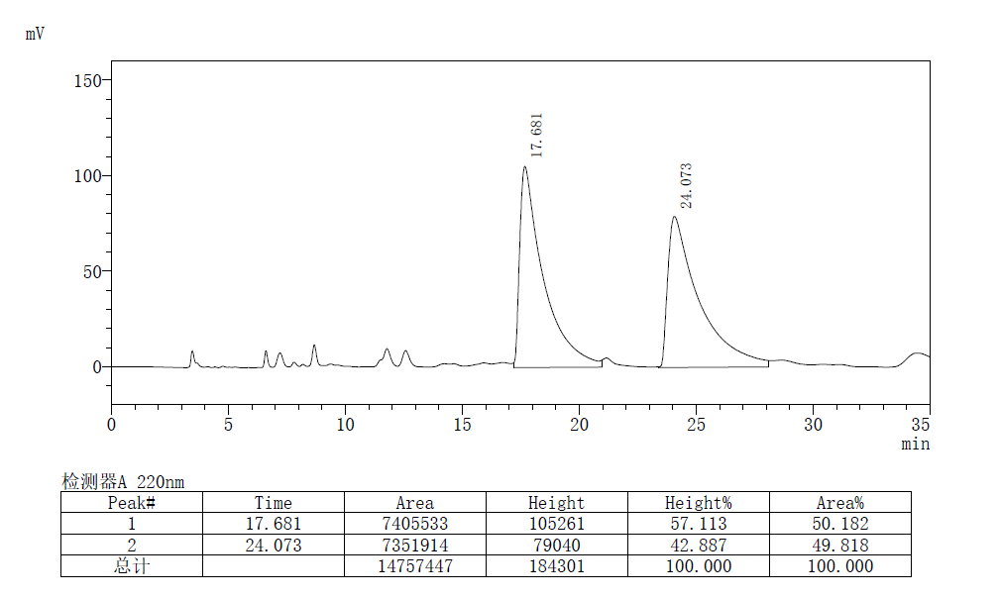 mV
150
100
50
0
17.681
24.073
0 5 10 15 20 25 30 35
min
检测器A 220nm
Peak# Time Area Height Height% Area%
1 17.681 7405533 105261 57.113 50.182
2 24.073 7351914 79040 42.887 49.818
总计 14757447 184301 100.000 100.000